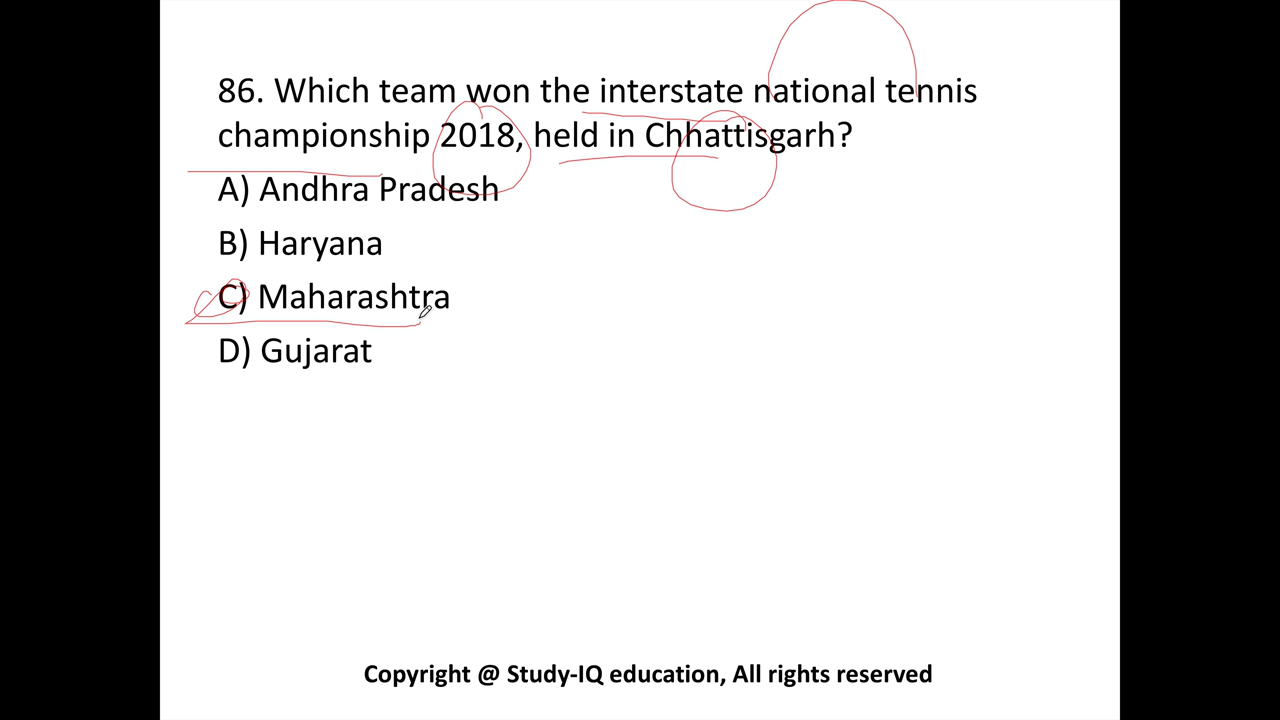 86. Which team won the interstate national tennis
championship 2018, held in Chhattisgarh?
A) Andhra Pradesh
B) Haryana
C) Maharashtra
D) Gujarat
Copyright @ Study-IQ education, All rights reserved